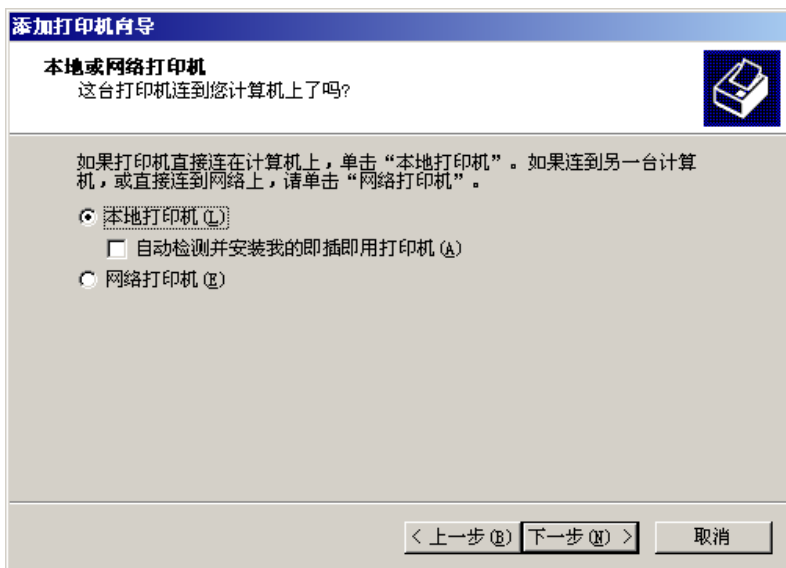 添加打印机向导
本地或网络打印机
这台打印机连到您计算机上了吗?
如果打印机直接连在计算机上，单击“本地打印机”。如果连到另一台计算
机，或直接连到网络上，请单击“网络打印机”。
本地打印机(L)
自动检测并安装我的即插即用打印机(A)
网络打印机(E)
< 上一步(B) 下一步(N) > 取消